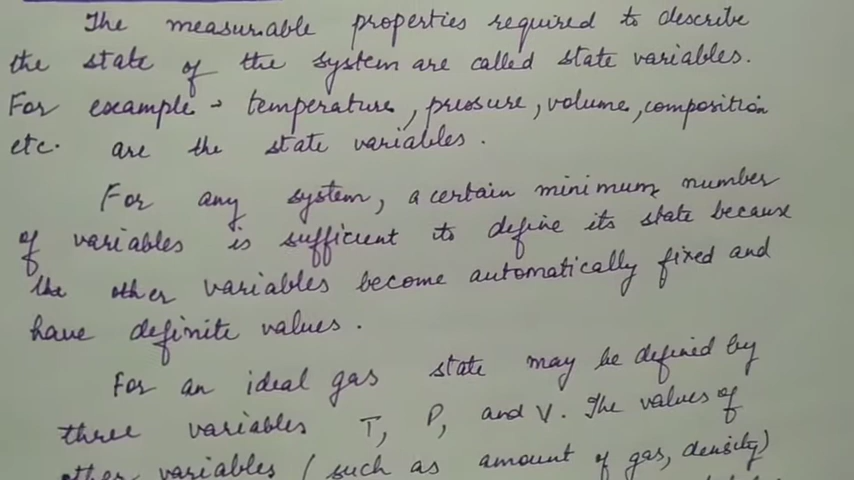 The measurable properties required to describe
the state of the system are called state variables.
For example → temperature, pressure, volume, composition
etc. are the state variables.
For any system, a certain minimum number
of variables is sufficient to define its state because
the other variables become automatically fixed and
have definite values.
For an ideal gas state may be defined by
three variables T, P, and V. The values of
other variables (such as amount of gas, density)